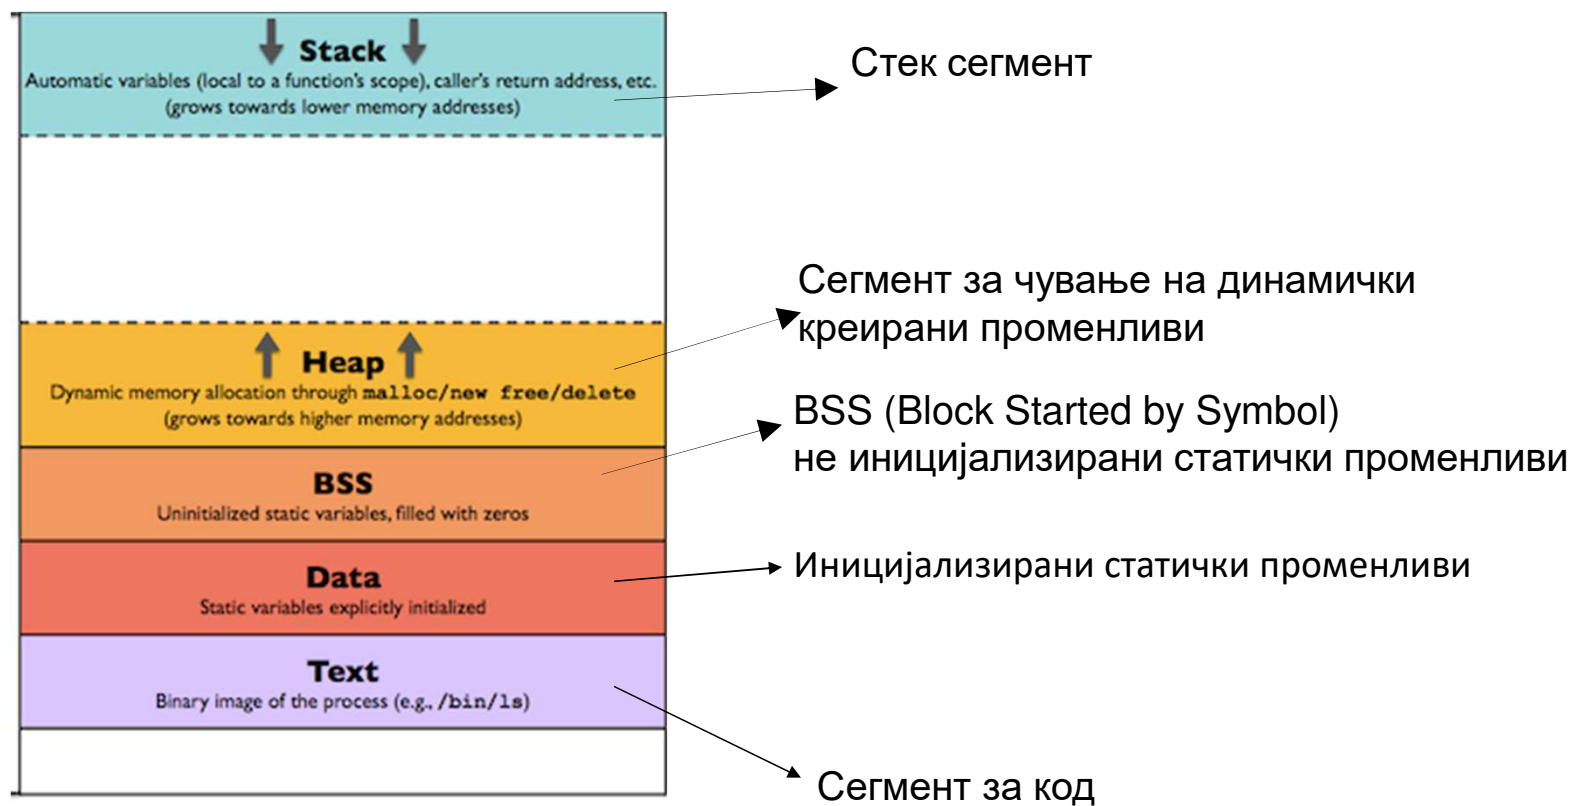 Stack
Automatic variables (local to a function's scope), caller's return address, etc.
(grows towards lower memory addresses)
Стек сегмент
Сегмент за чување на динамички
креирани променливи
Heap
Dynamic memory allocation through malloc/new free/delete
(grows towards higher memory addresses)
BSS (Block Started by Symbol)
не иницијализирани статички променливи
BSS
Uninitialized static variables, filled with zeros
Иницијализирани статички променливи
Data
Static variables explicitly initialized
Text
Binary image of the process (e.g., /bin/ls)
Сегмент за код